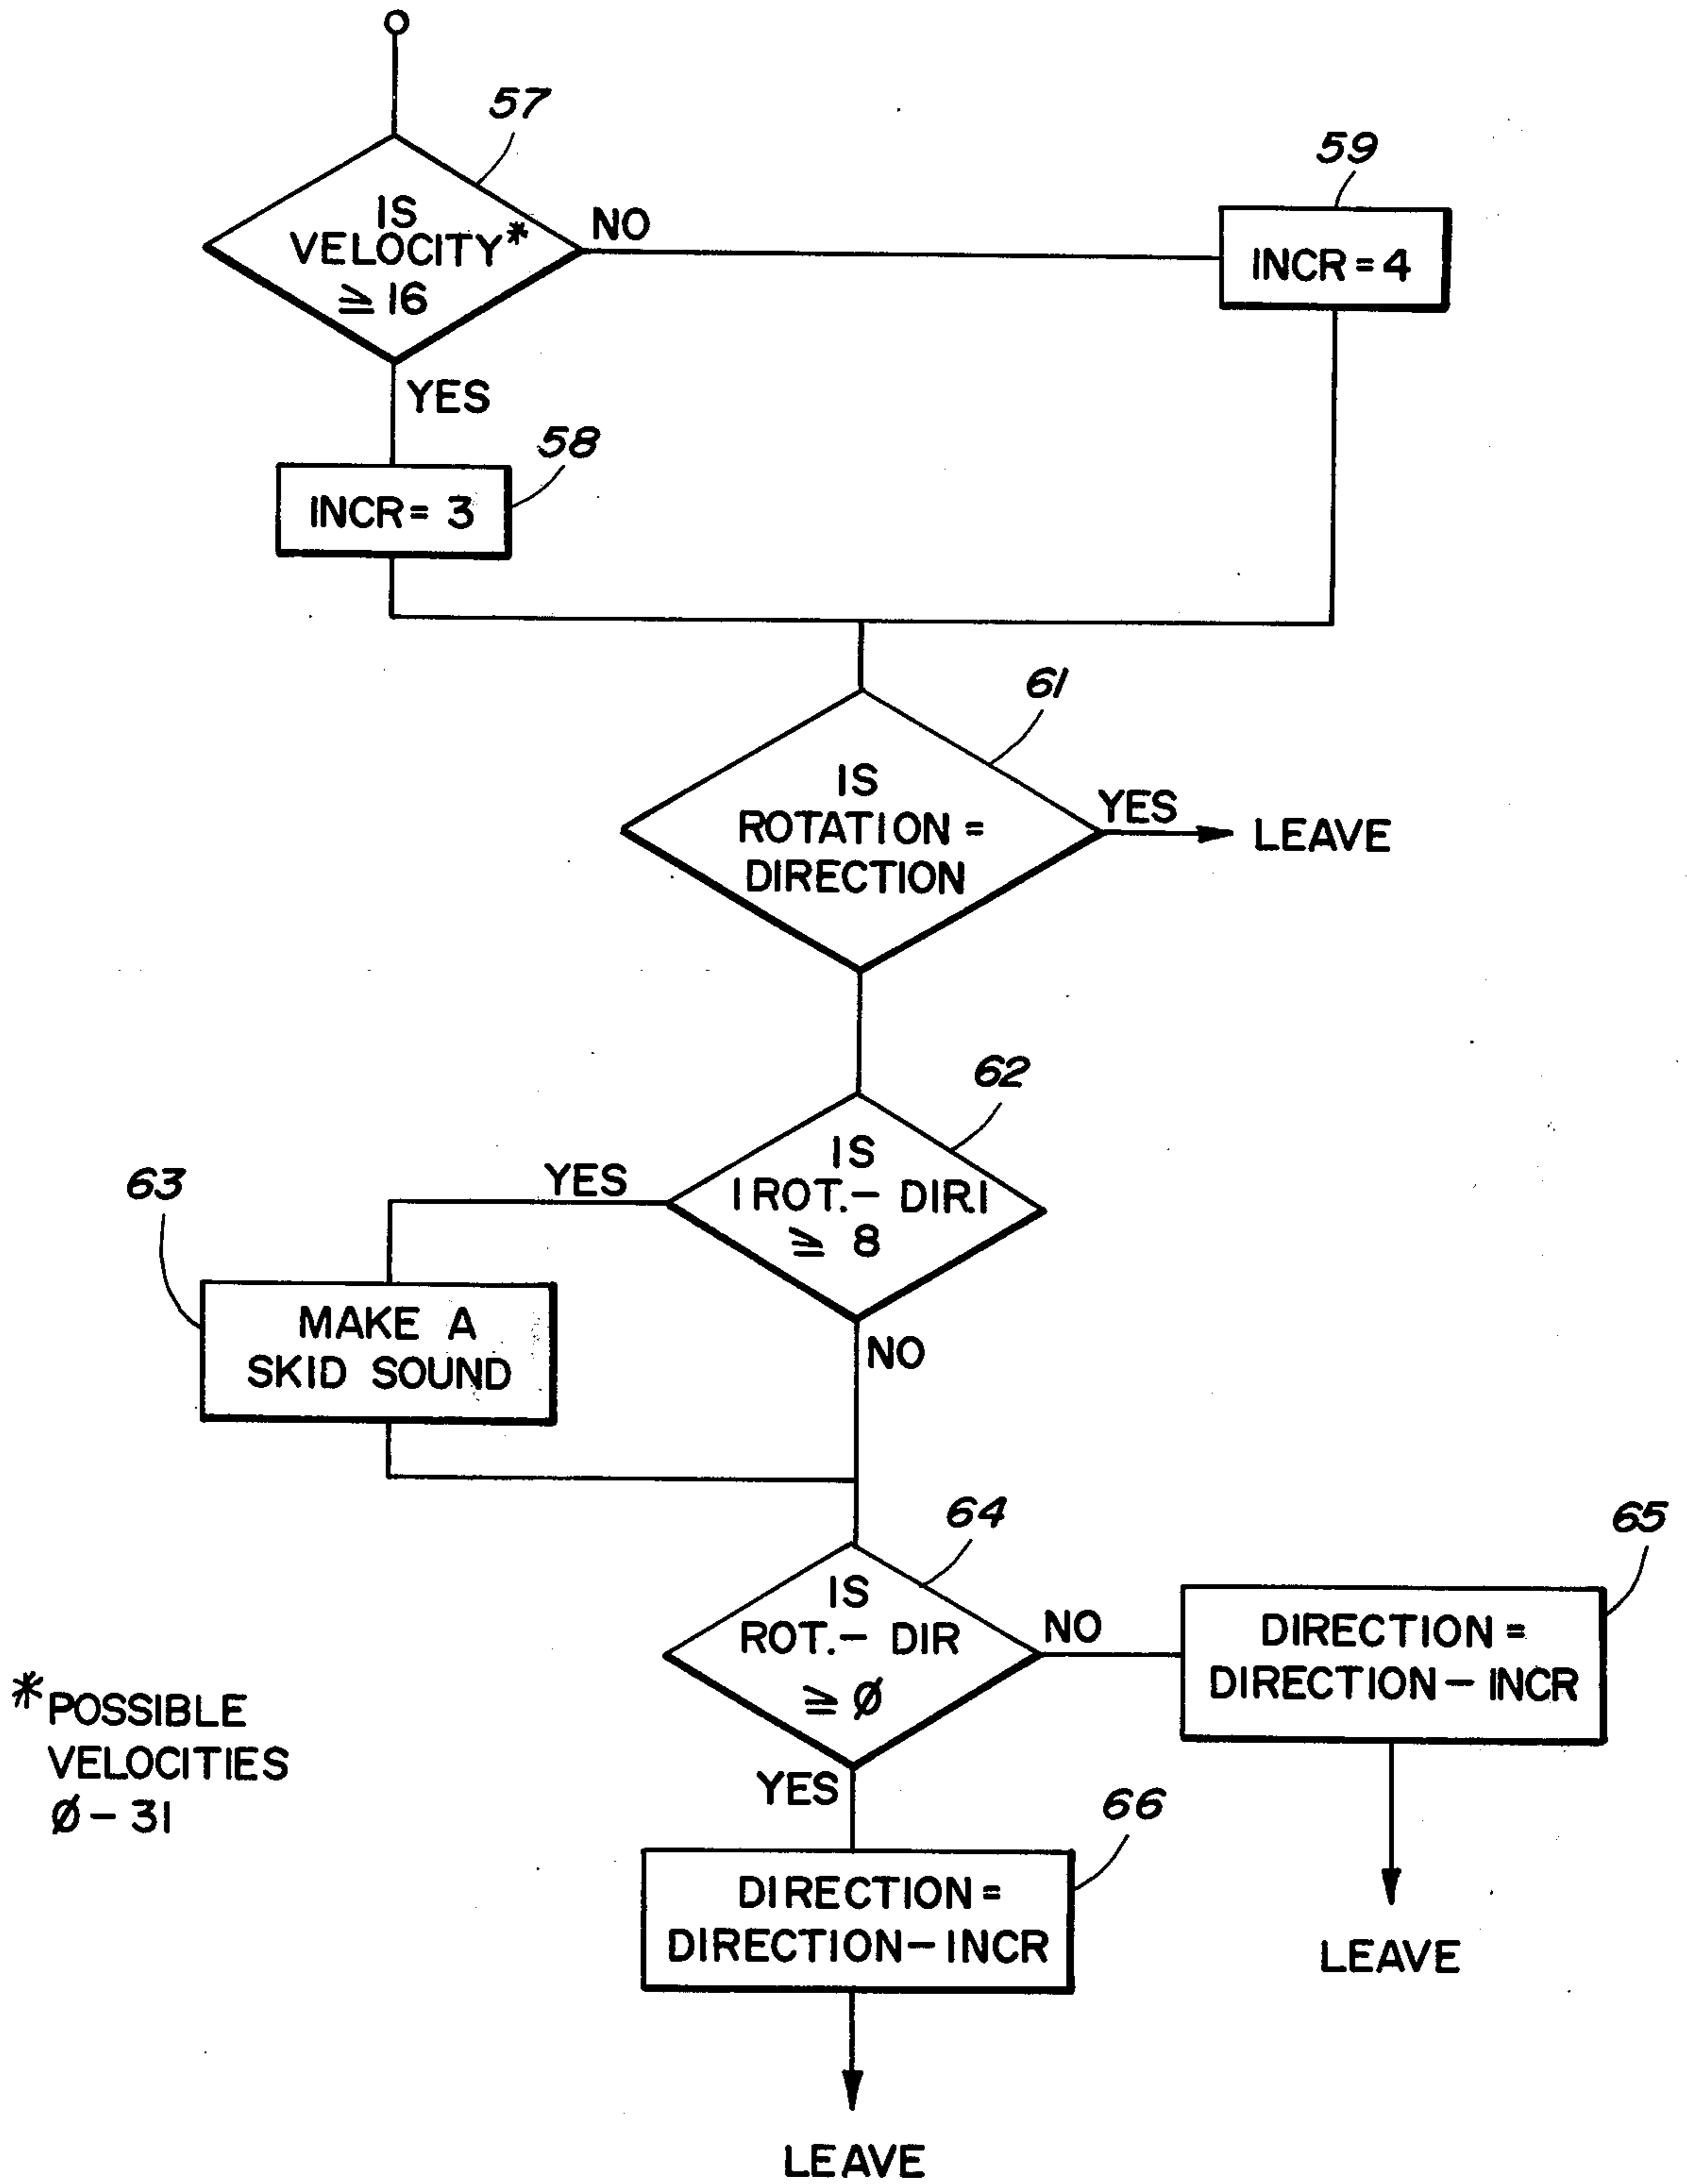 57
IS
VELOCITY*
≥ 16
NO
59
INCR = 4
YES
58
INCR = 3
61
IS
ROTATION =
DIRECTION
YES
LEAVE
62
IS
|ROT. – DIR.|
≥ 8
YES
63
MAKE A
SKID SOUND
NO
64
IS
ROT. – DIR
≥ Ø
NO
65
DIRECTION =
DIRECTION – INCR
LEAVE
YES
66
DIRECTION =
DIRECTION – INCR
LEAVE
*POSSIBLE
VELOCITIES
Ø – 31